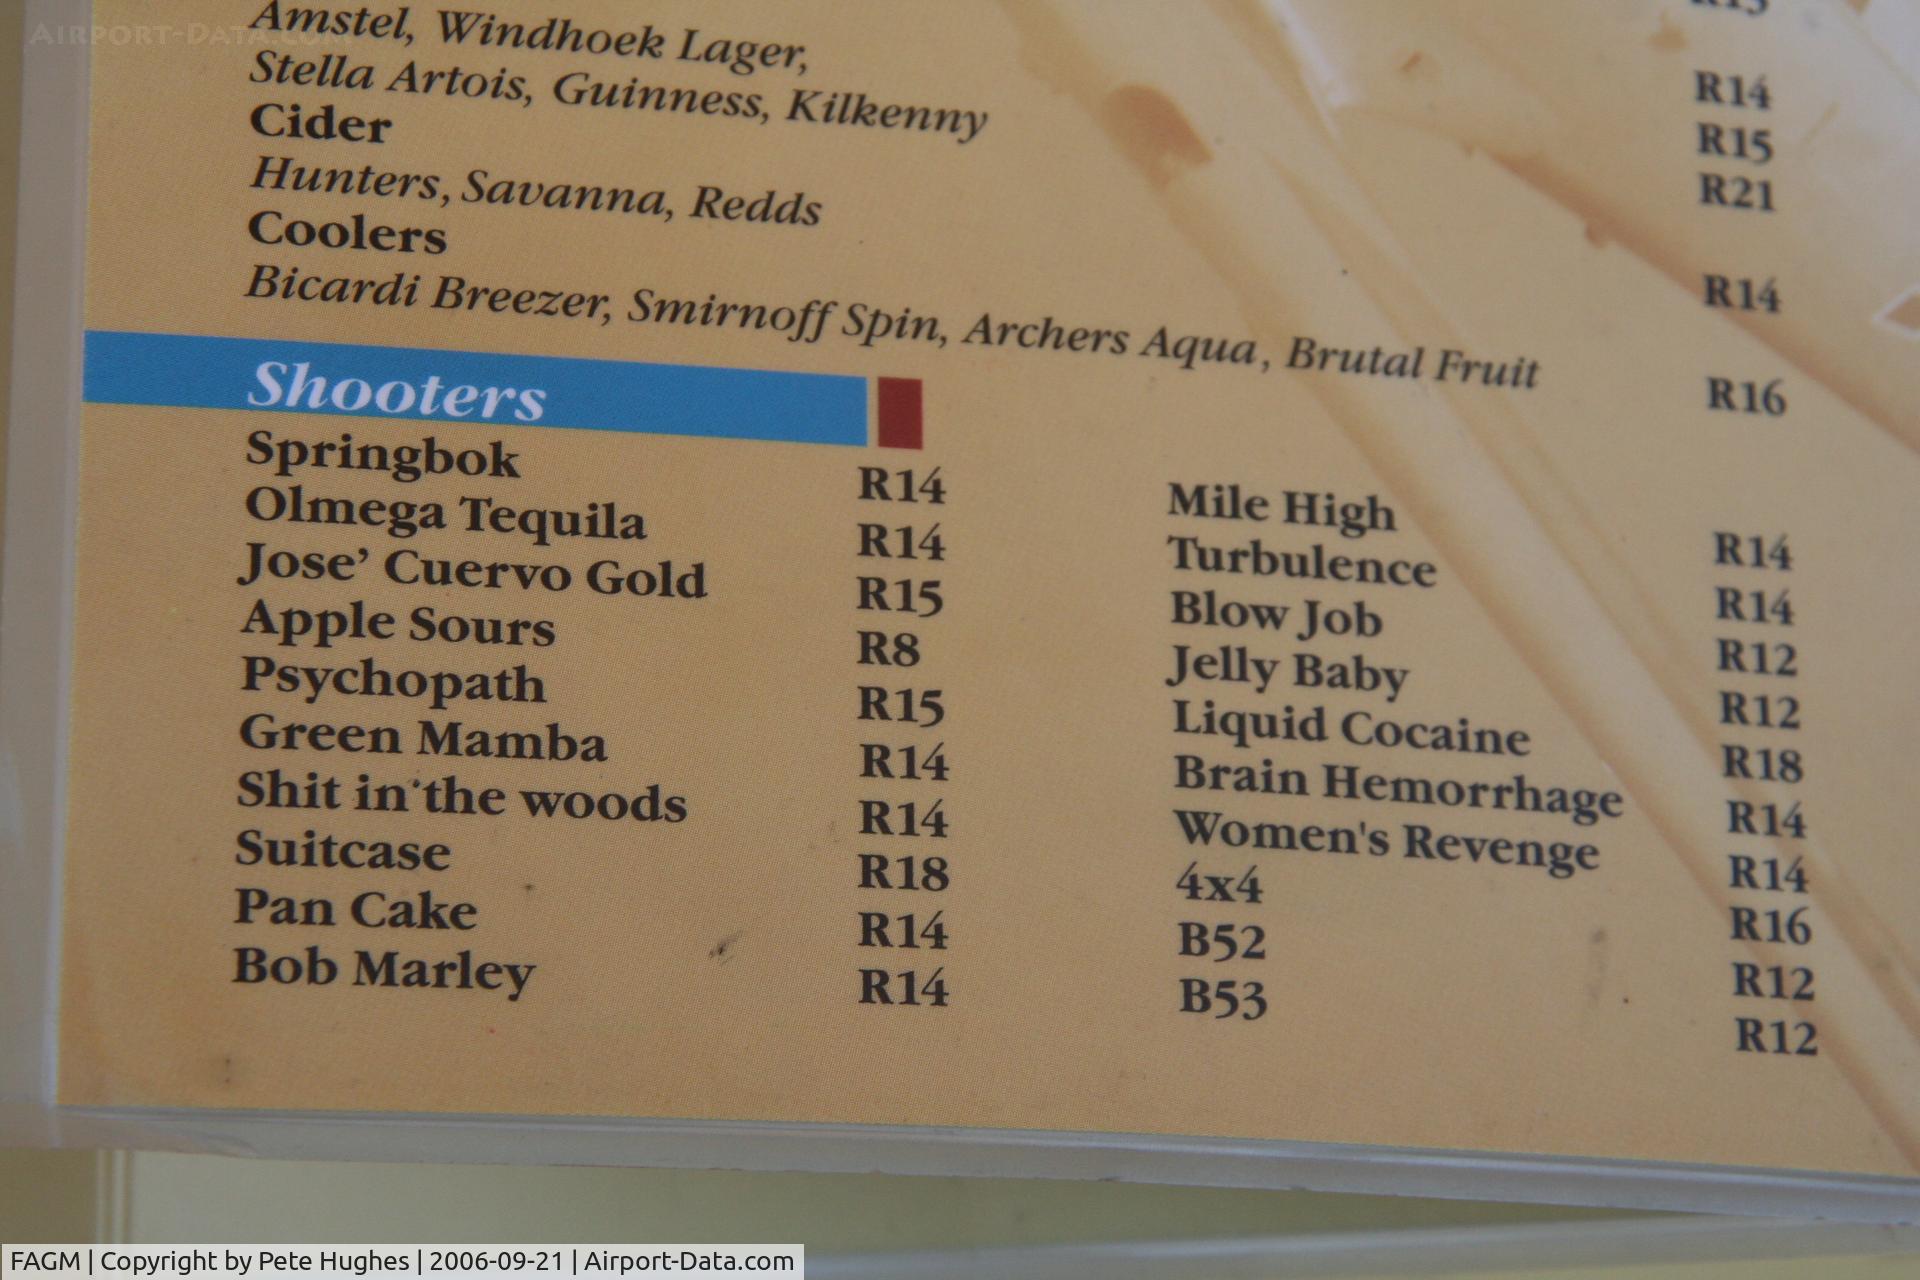 AIRPORT-DATA.COM
R13
Amstel, Windhoek Lager,
R14
Stella Artois, Guinness, Kilkenny
R15
Cider
R21
Hunters, Savanna, Redds
R14
Coolers
Bicardi Breezer, Smirnoff Spin, Archers Aqua, Brutal Fruit
R16
Shooters
Springbok R14
Olmega Tequila R14
Jose’ Cuervo Gold R15
Apple Sours R8
Psychopath R15
Green Mamba R14
Shit in the woods R14
Suitcase R18
Pan Cake R14
Bob Marley R14
Mile High R14
Turbulence R14
Blow Job R12
Jelly Baby R12
Liquid Cocaine R18
Brain Hemorrhage R14
Women's Revenge R14
4x4 R16
B52 R12
B53 R12
FAGM | Copyright by Pete Hughes | 2006-09-21 | Airport-Data.com